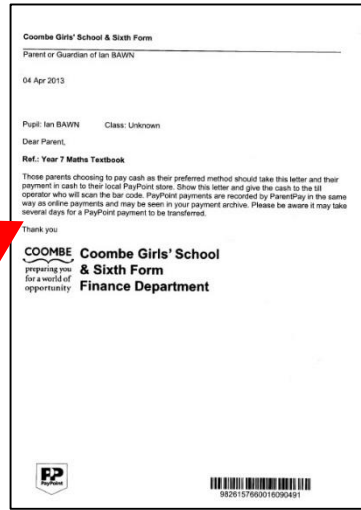 Coombe Girls' School & Sixth Form
Parent or Guardian of Ian BAWN
04 Apr 2013
Pupil: Ian BAWN Class: Unknown
Dear Parent,
Ref.: Year 7 Maths Textbook
Those parents choosing to pay cash as their preferred method should take this letter and their
payment in cash to their local PayPoint store. Show this letter and give the cash to the till
operator who will scan the bar code. PayPoint payments are recorded by ParentPay in the same
way as online payments and may be seen in your payment archive. Please be aware it may take
several days for a PayPoint payment to be transferred.
Thank you
COOMBE
preparing you
for a world of
opportunity
Coombe Girls' School
& Sixth Form
Finance Department
PP
PayPoint
9826157660016090491